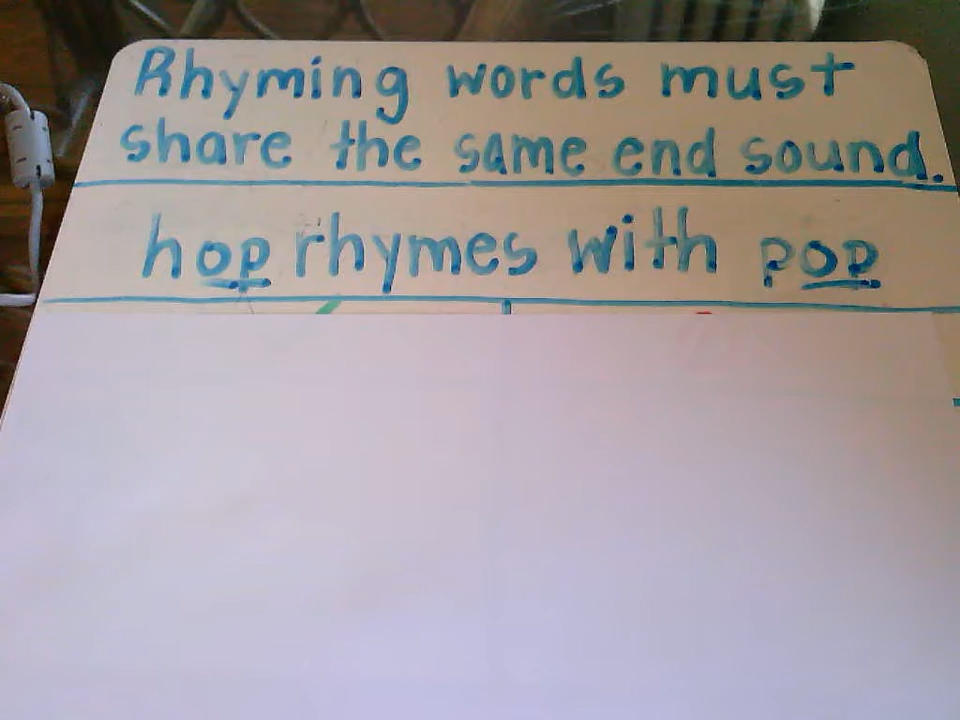 Rhyming words must
share the same end sound.
hop rhymes with pop